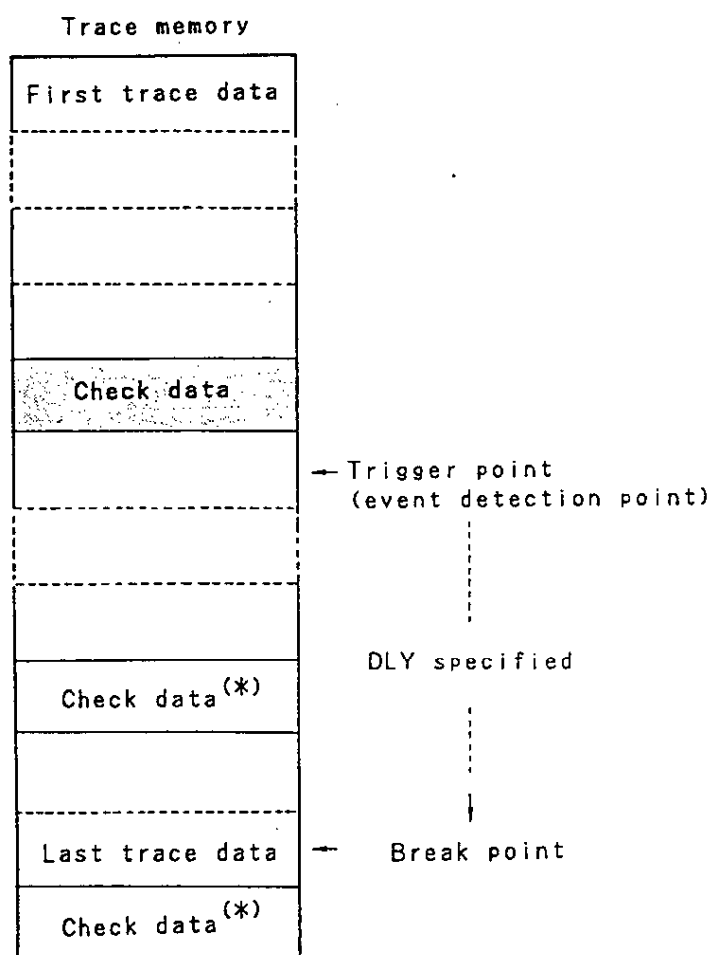 Trace memory
First trace data
Check data
← Trigger point
(event detection point)
DLY specified
Check data(*)
Last trace data ← Break point
Check data(*)